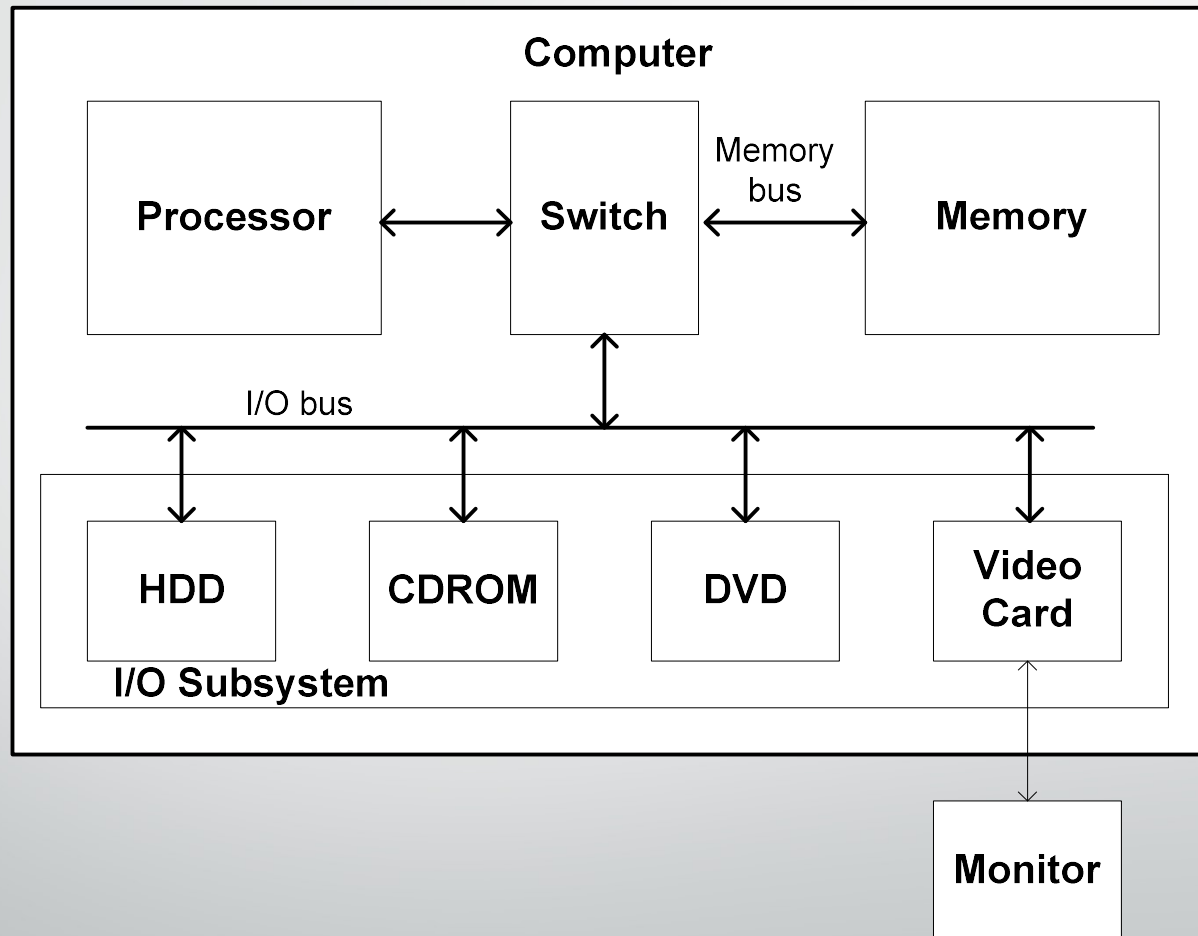 Computer
Processor
Switch
Memory
bus
Memory
I/O bus
HDD
CDROM
DVD
Video
Card
I/O Subsystem
Monitor